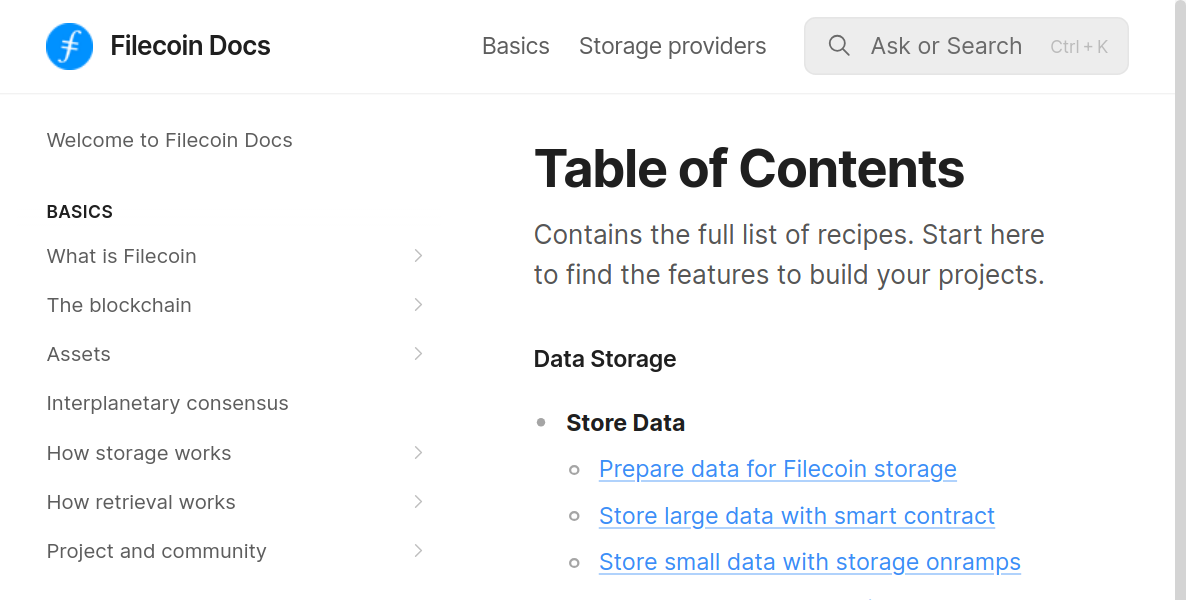 Filecoin Docs
Basics
Storage providers
Ask or Search
Ctrl + K
Welcome to Filecoin Docs
BASICS
What is Filecoin
The blockchain
Assets
Interplanetary consensus
How storage works
How retrieval works
Project and community
Table of Contents
Contains the full list of recipes. Start here
to find the features to build your projects.
Data Storage
Store Data
Prepare data for Filecoin storage
Store large data with smart contract
Store small data with storage onramps